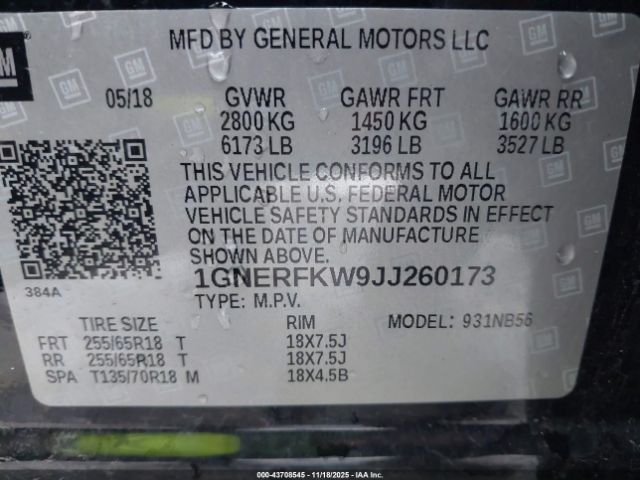 GM
MFD BY GENERAL MOTORS LLC
05/18 GVWR GAWR FRT GAWR RR
2800 KG 1450 KG 1600 KG
6173 LB 3196 LB 3527 LB
THIS VEHICLE CONFORMS TO ALL
APPLICABLE U.S. FEDERAL MOTOR
VEHICLE SAFETY STANDARDS IN EFFECT
ON THE DATE OF MANUFACTURE
SHOWN ABOVE.
384A 1GNERFKW9JJ260173
TYPE: M.P.V.
TIRE SIZE RIM MODEL: 931NB56
FRT 255/65R18 T 18X7.5J
RR 255/65R18 T 18X7.5J
SPA T135/70R18 M 18X4.5B
00-43708545 - 11/18/2025 - IAA Inc.